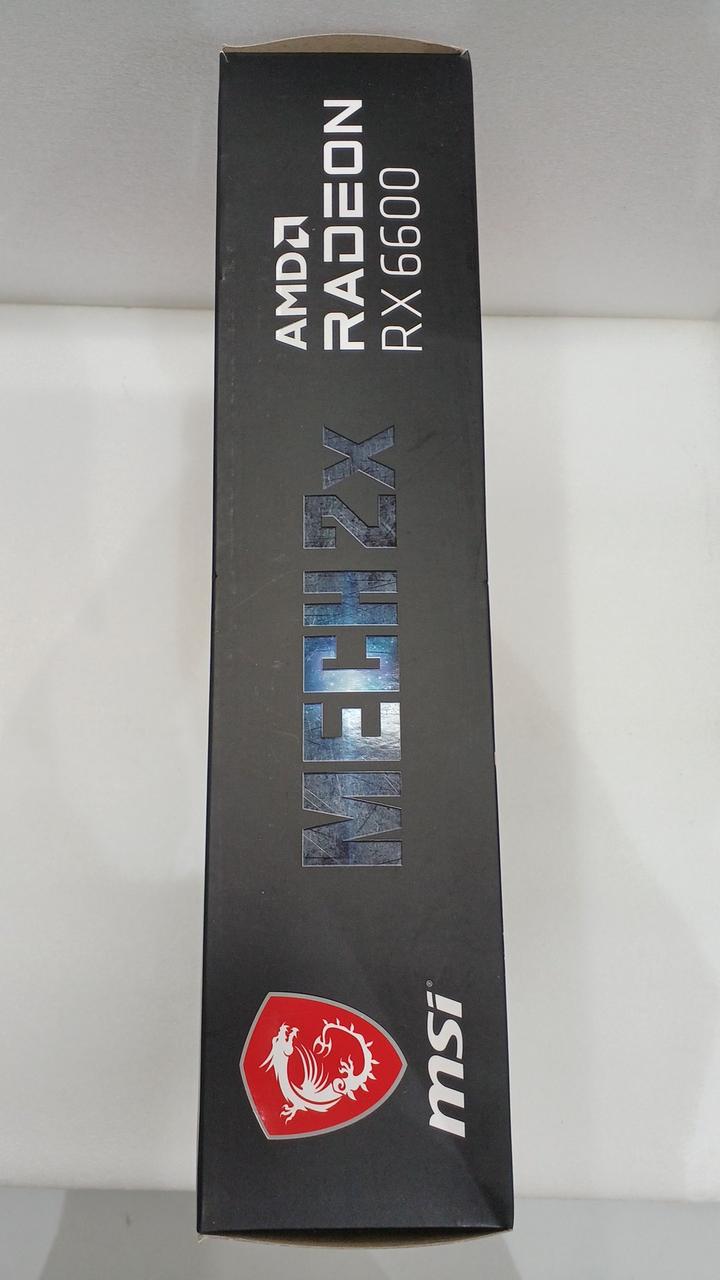 msi®
MECH 2X
AMD
RADEON
RX 6600